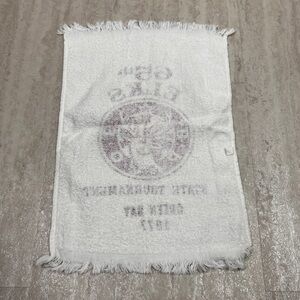 65th
ELKS
STATE TOURNAMENT
GREEN BAY
1977